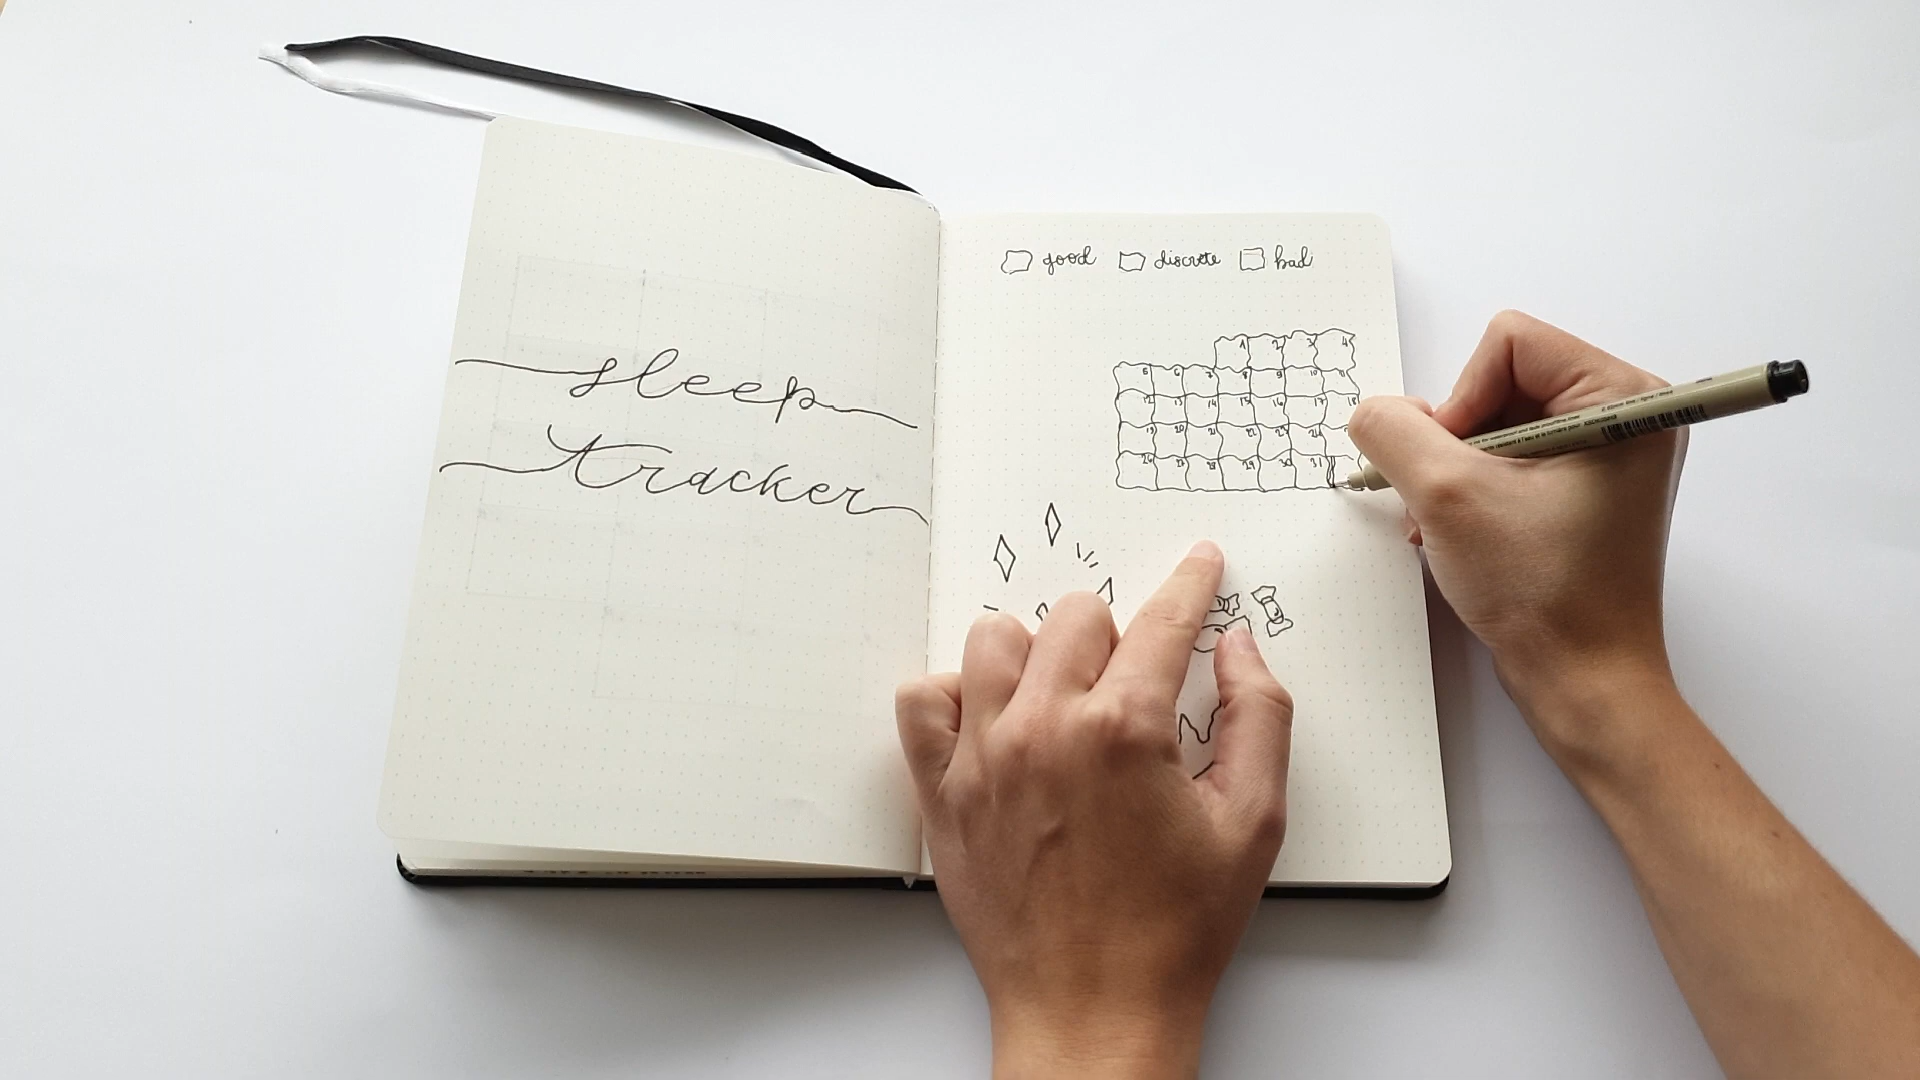 sleep
tracker
good discrete bad
1 2 3 4
5 6 7 8 9 10 11
12 13 14 15 16 17 18
19 20 21 22 23 24
26 27 28 29 30 31